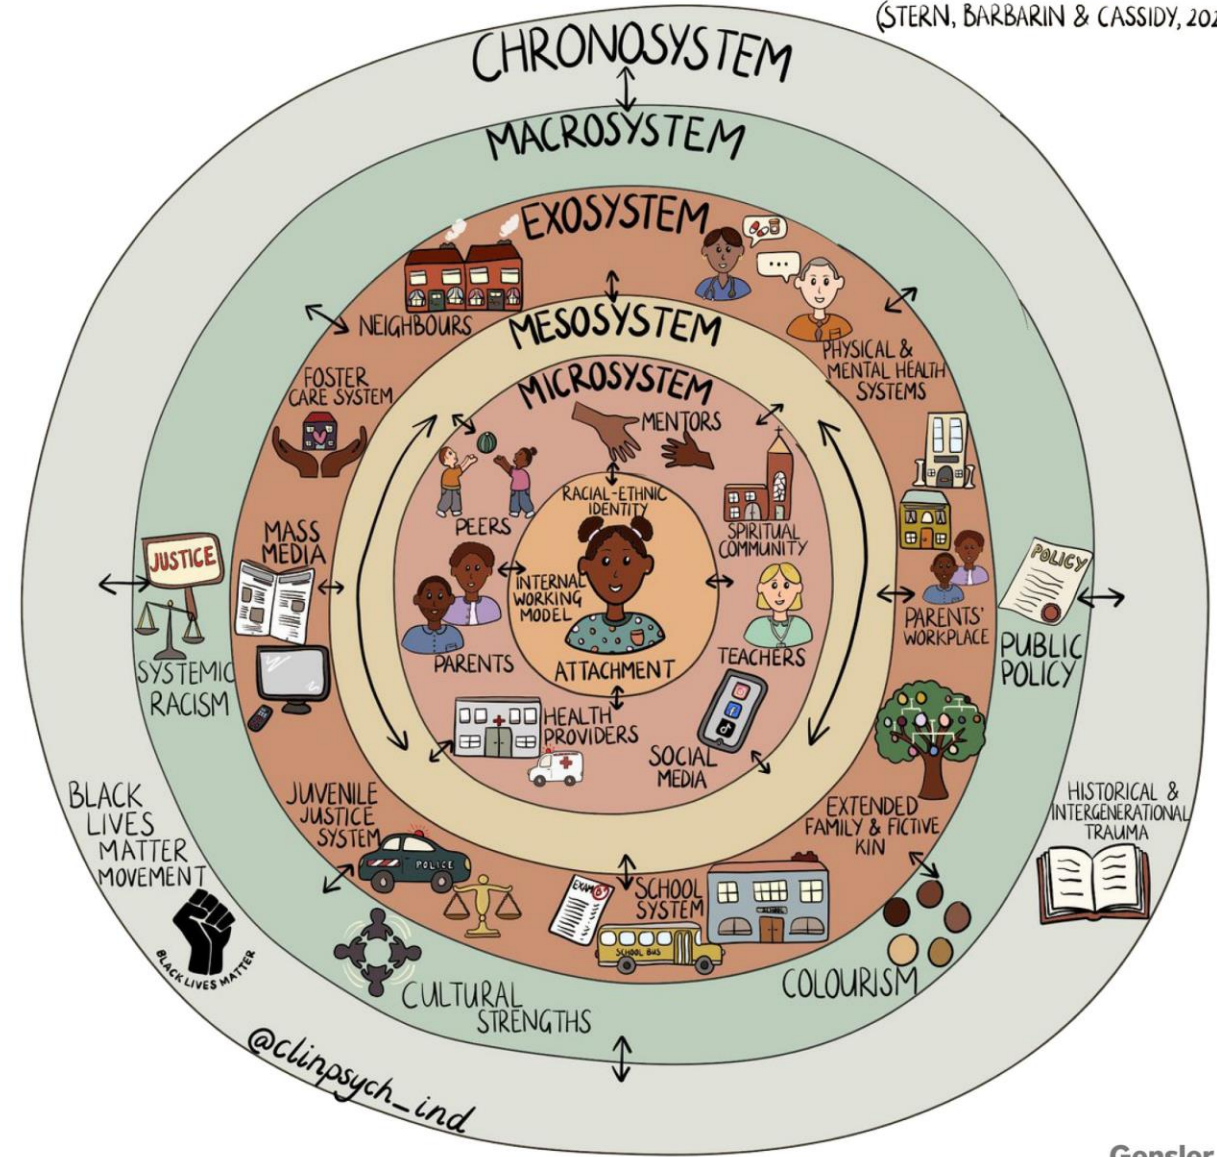 (STERN, BARBARIN & CASSIDY, 202
CHRONOSYSTEM
MACROSYSTEM
EXOSYSTEM
NEIGHBOURS
MESOSYSTEM
PHYSICAL &
MENTAL HEALTH
SYSTEMS
FOSTER
CARE SYSTEM
MICROSYSTEM
MENTORS
PEERS
RACIAL-ETHNIC
IDENTITY
SPIRITUAL
COMMUNITY
MASS
MEDIA
JUSTICE
SYSTEMIC
RACISM
INTERNAL
WORKING
MODEL
ATTACHMENT
PARENTS
TEACHERS
PARENTS'
WORKPLACE
POLICY
PUBLIC
POLICY
HEALTH
PROVIDERS
SOCIAL
MEDIA
BLACK
LIVES
MATTER
MOVEMENT
BLACK LIVES MATTER
JUVENILE
JUSTICE
SYSTEM
POLICE
EXTENDED
FAMILY & FICTIVE
KIN
HISTORICAL &
INTERGENERATIONAL
TRAUMA
EXAM
SCHOOL
SYSTEM
SCHOOL BUS
CULTURAL
STRENGTHS
COLOURISM
@clinpsych_ind
Gensler